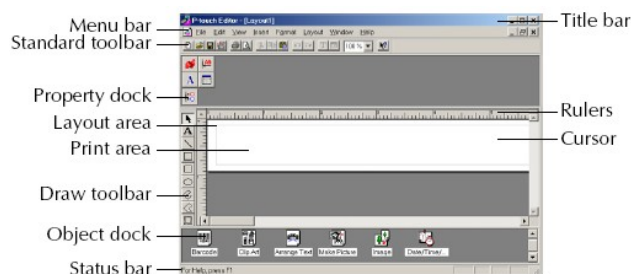 P-touch Editor - [Layout1]
Title bar
Menu bar
File Edit View Insert Format Layout Window Help
Standard toolbar
100 %
Property dock
Rulers
Layout area
Cursor
Print area
Draw toolbar
Object dock
Barcode Clip Art Arrange Text Make Picture Image Date/Time/...
Status bar
For Help, press F1